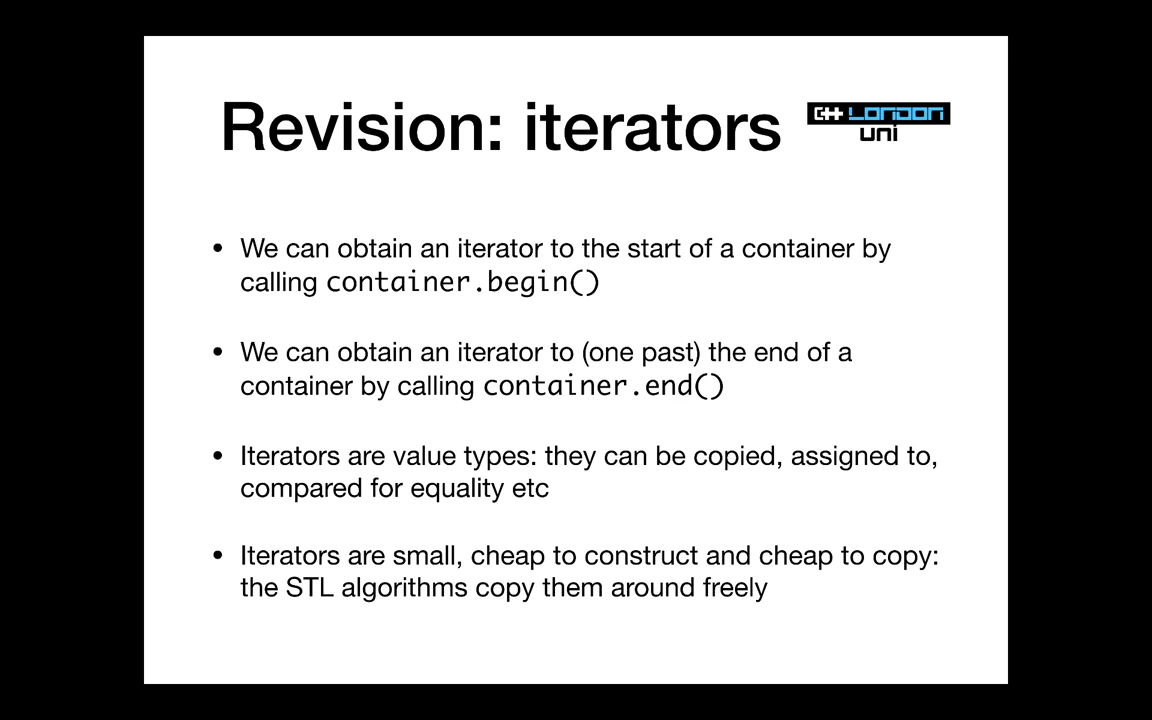 Revision: iterators
C++ LONDON
uni
• We can obtain an iterator to the start of a container by
calling container.begin()
• We can obtain an iterator to (one past) the end of a
container by calling container.end()
• Iterators are value types: they can be copied, assigned to,
compared for equality etc
• Iterators are small, cheap to construct and cheap to copy:
the STL algorithms copy them around freely